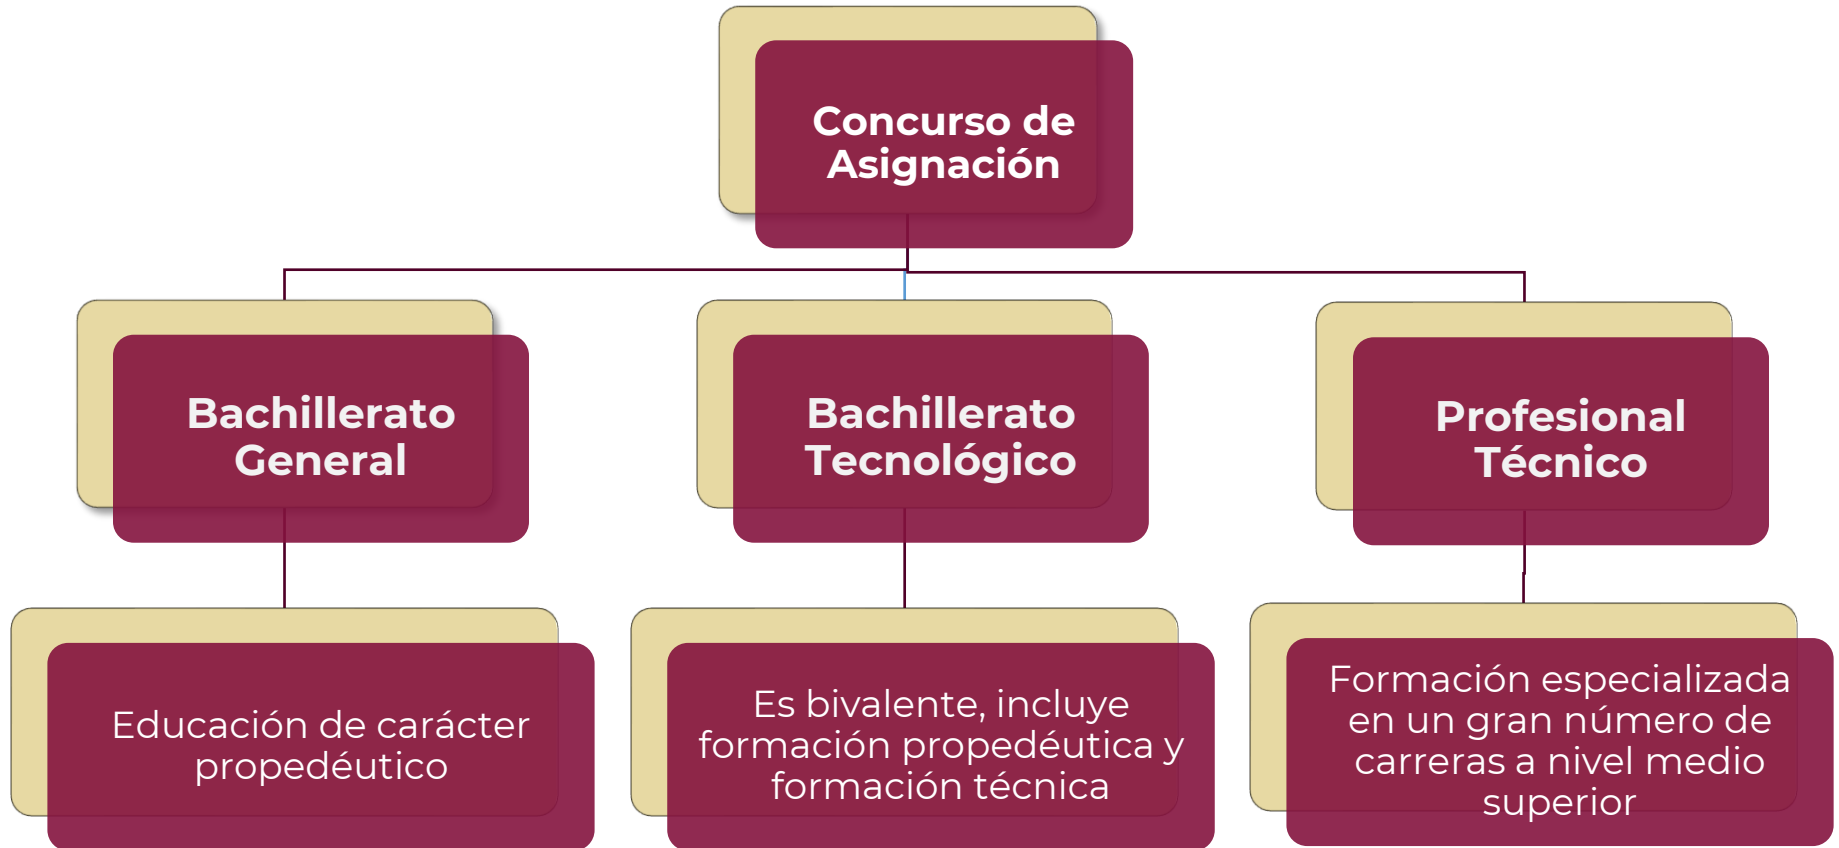 Concurso de
Asignación
Bachillerato
General
Bachillerato
Tecnológico
Profesional
Técnico
Educación de carácter
propedéutico
Es bivalente, incluye
formación propedéutica y
formación técnica
Formación especializada
en un gran número de
carreras a nivel medio
superior